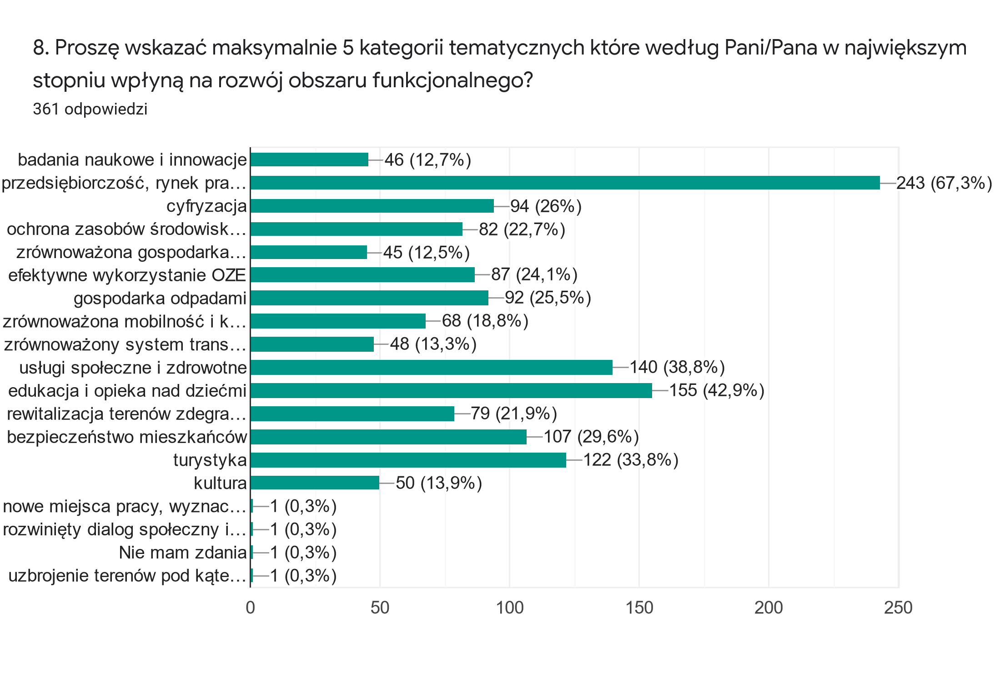 8. Proszę wskazać maksymalnie 5 kategorii tematycznych które według Pani/Pana w największym
stopniu wpłyną na rozwój obszaru funkcjonalnego?
361 odpowiedzi
badania naukowe i innowacje 46 (12,7%)
przedsiębiorczość, rynek pra… 243 (67,3%)
cyfryzacja 94 (26%)
ochrona zasobów środowisk… 82 (22,7%)
zrównoważona gospodarka… 45 (12,5%)
efektywne wykorzystanie OZE 87 (24,1%)
gospodarka odpadami 92 (25,5%)
zrównoważona mobilność i k… 68 (18,8%)
zrównoważony system trans… 48 (13,3%)
usługi społeczne i zdrowotne 140 (38,8%)
edukacja i opieka nad dziećmi 155 (42,9%)
rewitalizacja terenów zdegra… 79 (21,9%)
bezpieczeństwo mieszkańców 107 (29,6%)
turystyka 122 (33,8%)
kultura 50 (13,9%)
nowe miejsca pracy, wyznac… 1 (0,3%)
rozwinięty dialog społeczny i… 1 (0,3%)
Nie mam zdania 1 (0,3%)
uzbrojenie terenów pod kąte… 1 (0,3%)
0 50 100 150 200 250